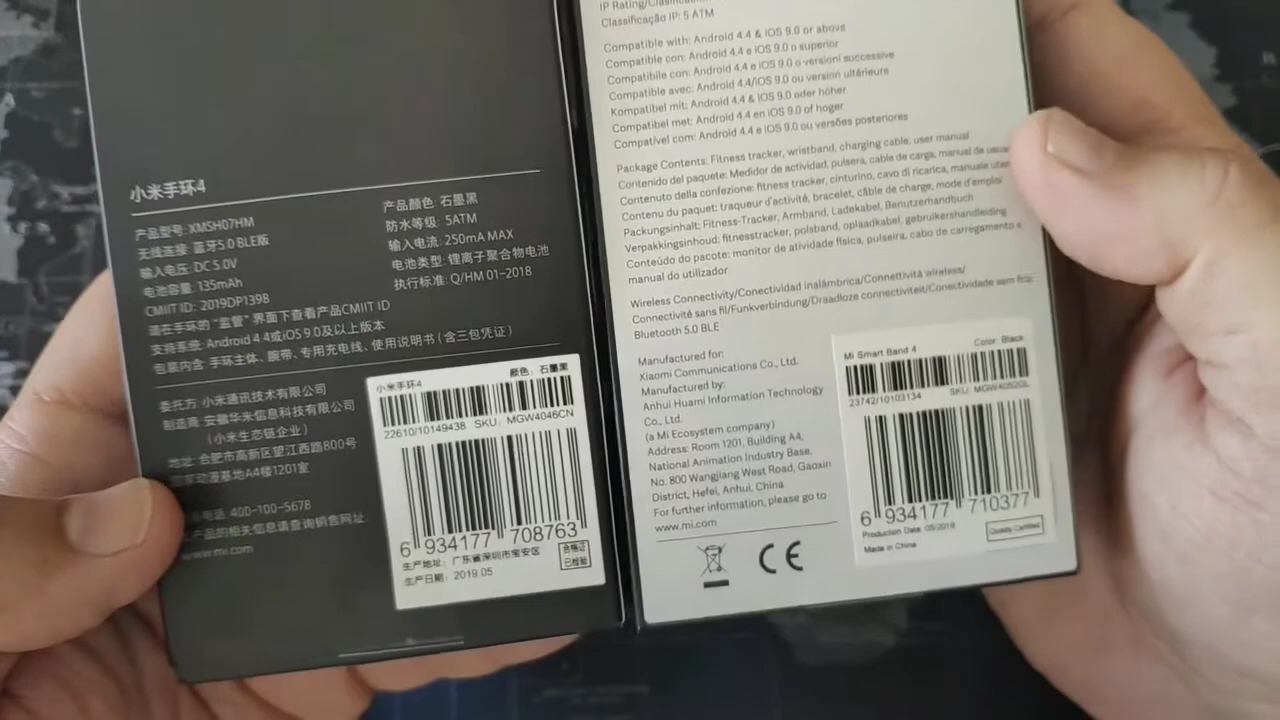 小米手环4
产品型号: XMSH07HM
无线连接: 蓝牙5.0 BLE版
输入电压: DC 5.0V
电池容量: 135mAh
CMIIT ID: 2019DP1398
产品颜色: 石墨黑
防水等级: 5ATM
输入电流: 250mA MAX
电池类型: 锂离子聚合物电池
执行标准: Q/HM 01-2018
请在手环的“监管”界面下查看产品CMIIT ID
支持系统: Android 4.4或iOS 9.0及以上版本
包装内含: 手环主体、腕带、专用充电线、使用说明书 (含三包凭证)
委托方: 小米通讯技术有限公司
制造商: 安徽华米信息科技有限公司
(小米生态链企业)
地址: 合肥市高新区望江西路800号
国家动漫基地A4楼1201室
电话: 400-100-5678
产品的相关信息请查询销售网址:
www.mi.com
小米手环4
颜色: 石墨黑
22610/10149438 SKU: MGW4046CN
6 934177 708763
生产地址: 广东省深圳市宝安区
生产日期: 2019.05
合格证
已检验
Classificação IP: 5 ATM
Compatible with: Android 4.4 & iOS 9.0 or above
Compatible con: Android 4.4 e iOS 9.0 o superior
Compatibile con: Android 4.4 e iOS 9.0 o versioni successive
Compatible avec: Android 4.4/iOS 9.0 ou version ultérieure
Kompatibel mit: Android 4.4 & iOS 9.0 oder höher
Compatibel met: Android 4.4 en iOS 9.0 of hoger
Compatível com: Android 4.4 e iOS 9.0 ou versões posteriores
Package Contents: Fitness tracker, wristband, charging cable, user manual
Contenido del paquete: Medidor de actividad, pulsera, cable de carga, manual de
Contenuto della confezione: fitness tracker, cinturino, cavo di ricarica, manuale
Contenu du paquet: traqueur d'activité, bracelet, câble de charge, mode d'emploi
Packungsinhalt: Fitness-Tracker, Armband, Ladekabel, Benutzerhandbuch
Verpakkingsinhoud: fitnesstracker, polsband, oplaadkabel, gebruikershandleiding
Conteúdo do pacote: monitor de atividade física, pulseira, cabo de carregamento e
manual do utilizador
Wireless Connectivity/Conectividad inalámbrica/Connettività wireless/
Connectivité sans fil/Funkverbindung/Draadloze connectiviteit/Conectividade sem
Bluetooth 5.0 BLE
Manufactured for:
Xiaomi Communications Co., Ltd.
Manufactured by:
Anhui Huami Information Technology
Co., Ltd.
(a Mi Ecosystem company)
Address: Room 1201, Building A4,
National Animation Industry Base,
No. 800 Wangjiang West Road, Gaoxin
District, Hefei, Anhui, China
For further information, please go to
www.mi.com
CE
Mi Smart Band 4
Color: Black
23742/10103134
SKU: MGW4052GL
6 934177 710377
Production Date: 05/2019
Made in China
Quality Certified